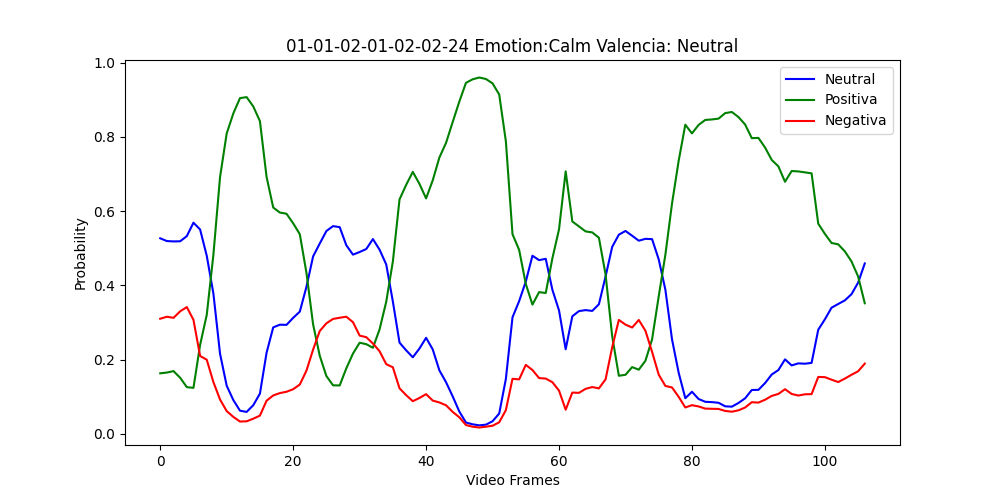 01-01-02-01-02-02-24 Emotion:Calm Valencia: Neutral
Neutral
Positiva
Negativa
Probability
1.0
0.8
0.6
0.4
0.2
0.0
0 20 40 60 80 100
Video Frames